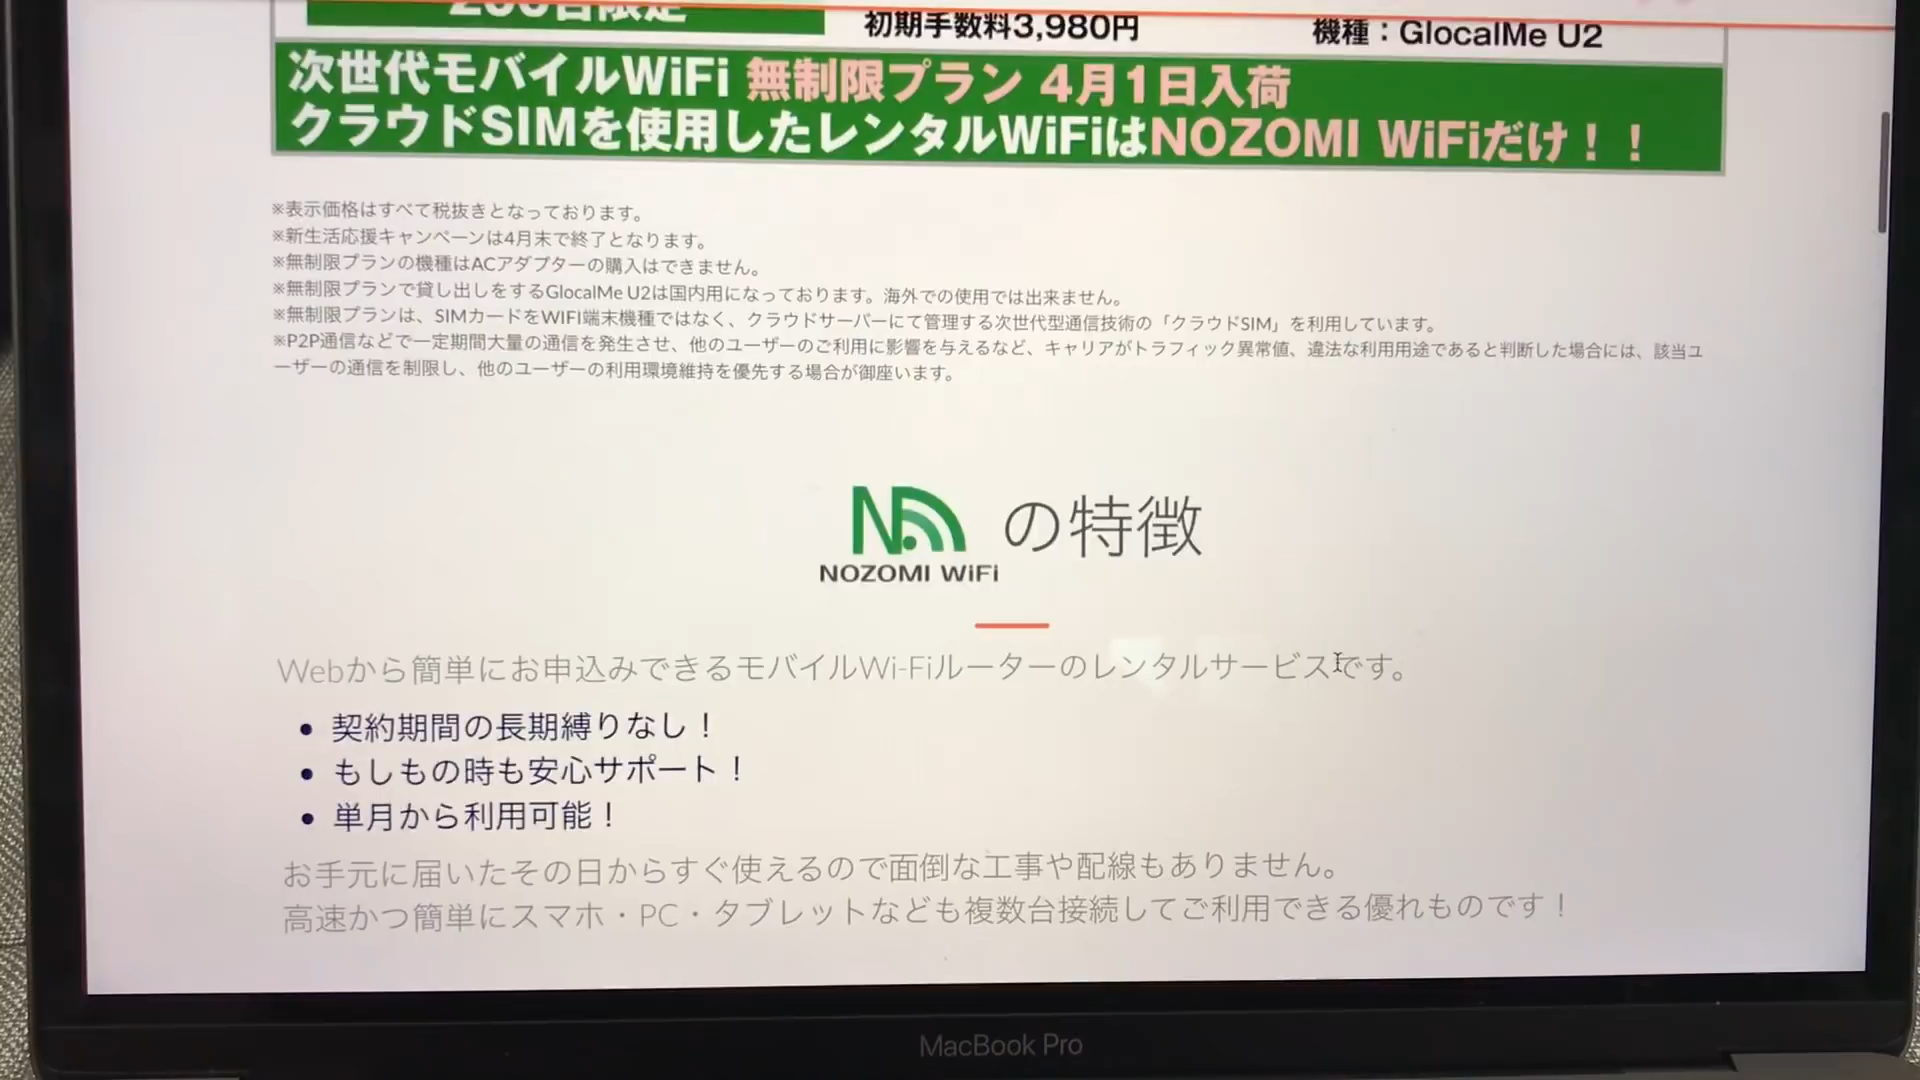 200台限定
初期手数料3,980円
機種：GlocalMe U2
次世代モバイルWiFi 無制限プラン 4月1日入荷
クラウドSIMを使用したレンタルWiFiはNOZOMI WiFiだけ！！
※表示価格はすべて税抜きとなっております。
※新生活応援キャンペーンは4月末で終了となります。
※無制限プランの機種はACアダプターの購入はできません。
※無制限プランで貸し出しをするGlocalMe U2は国内用になっております。海外での使用では出来ません。
※無制限プランは、SIMカードをWIFI端末機種ではなく、クラウドサーバーにて管理する次世代型通信技術の「クラウドSIM」を利用しています。
※P2P通信などで一定期間大量の通信を発生させ、他のユーザーのご利用に影響を与えるなど、キャリアがトラフィック異常値、違法な利用用途であると判断した場合には、該当ユ
ーザーの通信を制限し、他のユーザーの利用環境維持を優先する場合が御座います。
NOZOMI WiFi の特徴
Webから簡単にお申込みできるモバイルWi-Fiルーターのレンタルサービスです。
• 契約期間の長期縛りなし！
• もしもの時も安心サポート！
• 単月から利用可能！
お手元に届いたその日からすぐ使えるので面倒な工事や配線もありません。
高速かつ簡単にスマホ・PC・タブレットなども複数台接続してご利用できる優れものです！
MacBook Pro